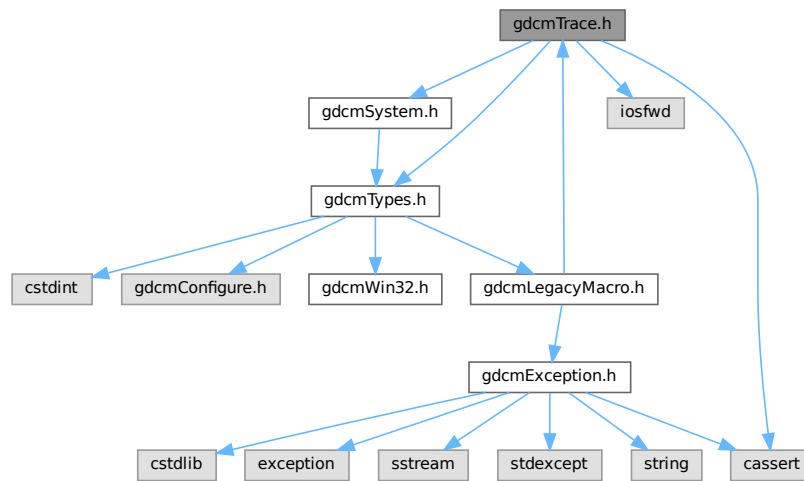 gdcmTrace.h
gdcmSystem.h
iosfwd
gdcmTypes.h
cstdint
gdcmConfigure.h
gdcmWin32.h
gdcmLegacyMacro.h
gdcmException.h
cstdlib
exception
sstream
stdexcept
string
cassert